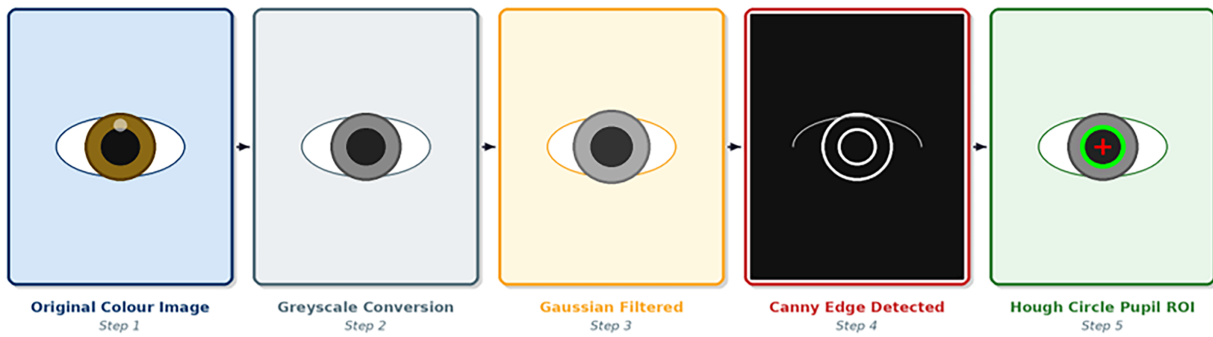 Original Colour Image
Step 1
Greyscale Conversion
Step 2
Gaussian Filtered
Step 3
Canny Edge Detected
Step 4
Hough Circle Pupil ROI
Step 5